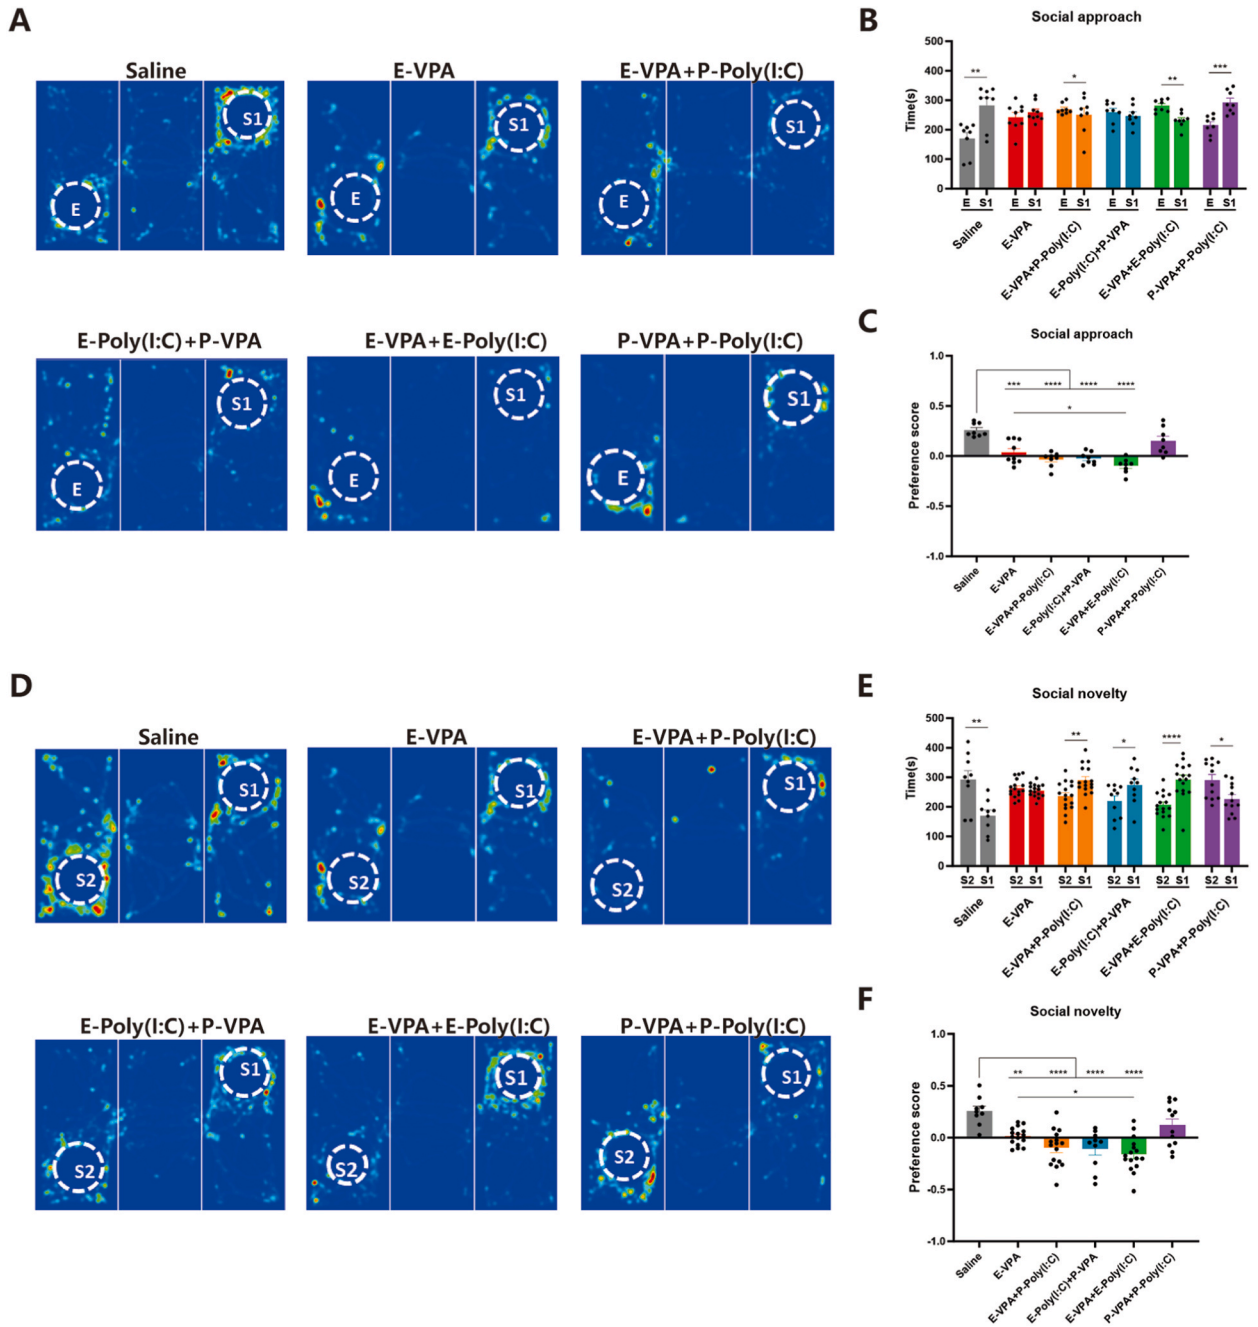 A
Saline
E-VPA
E-VPA+P-Poly(I:C)
S1
E
S1
E
S1
E
E-Poly(I:C)+P-VPA
E-VPA+E-Poly(I:C)
P-VPA+P-Poly(I:C)
S1
E
S1
E
S1
E
B
Social approach
Time(s)
500
400
300
200
100
0
** * ** ***
E S1 E S1 E S1 E S1 E S1 E S1
Saline
E-VPA
E-VPA+P-Poly(I:C)
E-Poly(I:C)+P-VPA
E-VPA+E-Poly(I:C)
P-VPA+P-Poly(I:C)
C
Social approach
Preference score
1.0
0.5
0.0
-0.5
-1.0
*** **** **** ****
*
Saline
E-VPA
E-VPA+P-Poly(I:C)
E-Poly(I:C)+P-VPA
E-VPA+E-Poly(I:C)
P-VPA+P-Poly(I:C)
D
Saline
E-VPA
E-VPA+P-Poly(I:C)
S1
S2
S1
S2
S1
S2
E-Poly(I:C)+P-VPA
E-VPA+E-Poly(I:C)
P-VPA+P-Poly(I:C)
S1
S2
S1
S2
S1
S2
E
Social novelty
Time(s)
500
400
300
200
100
0
** ** * **** *
S2 S1 S2 S1 S2 S1 S2 S1 S2 S1 S2 S1
Saline
E-VPA
E-VPA+P-Poly(I:C)
E-Poly(I:C)+P-VPA
E-VPA+E-Poly(I:C)
P-VPA+P-Poly(I:C)
F
Social novelty
Preference score
1.0
0.5
0.0
-0.5
-1.0
** **** **** ****
*
Saline
E-VPA
E-VPA+P-Poly(I:C)
E-Poly(I:C)+P-VPA
E-VPA+E-Poly(I:C)
P-VPA+P-Poly(I:C)